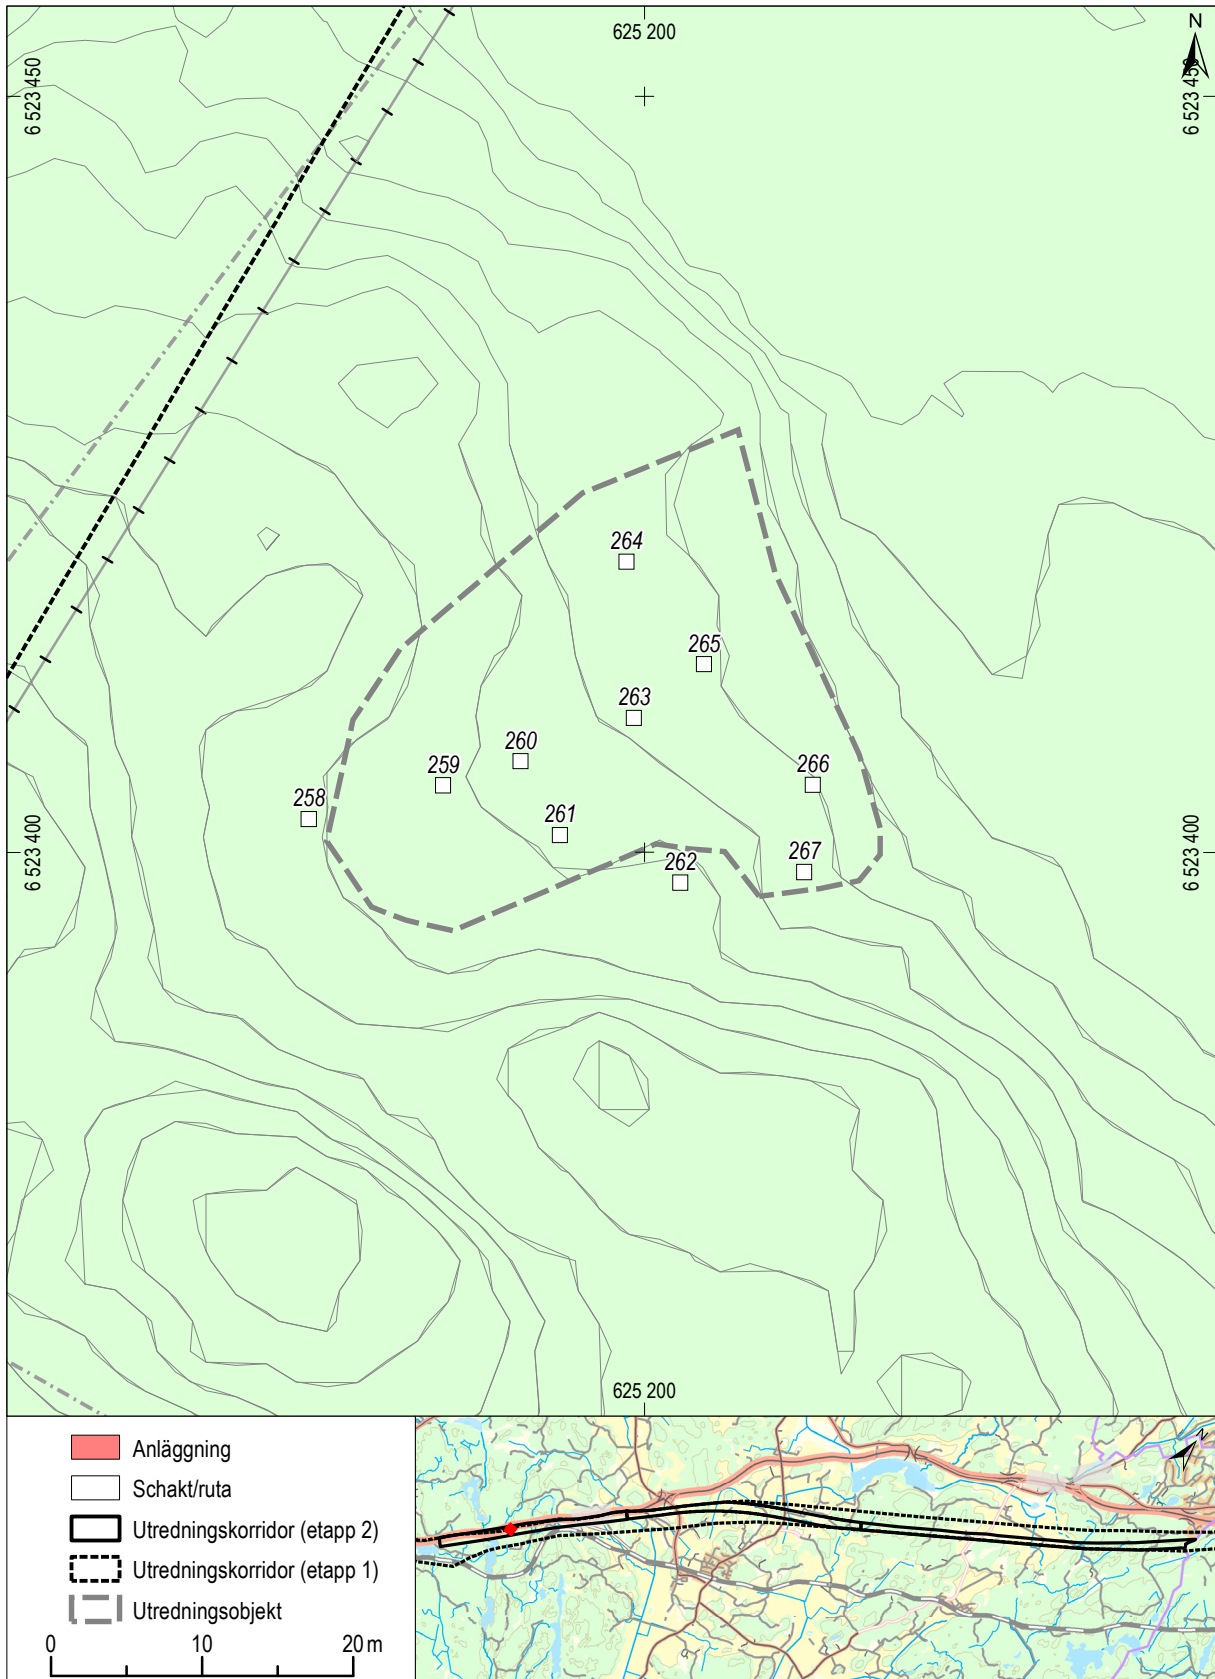 625 200
N
6 523 450
6 523 450
264
265
263
260
259
266
258
261
262
267
6 523 400
6 523 400
625 200
Anläggning
Schakt/ruta
Utredningskorridor (etapp 2)
Utredningskorridor (etapp 1)
Utredningsobjekt
0 10 20 m
N